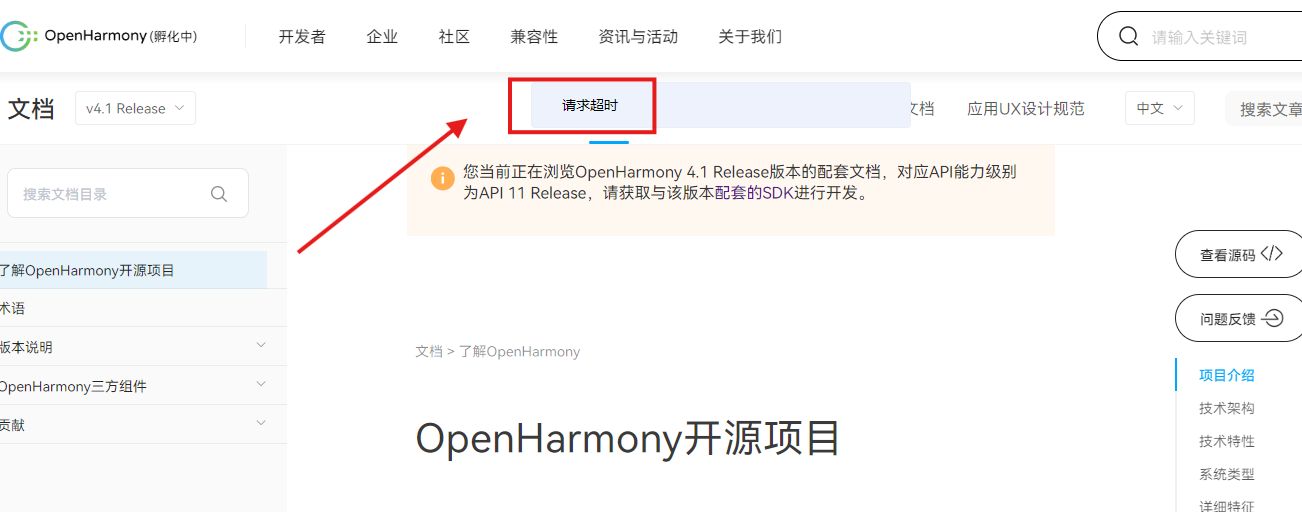 OpenHarmony(孵化中)
开发者 企业 社区 兼容性 资讯与活动 关于我们
请输入关键词
文档 v4.1 Release
请求超时
文档 应用UX设计规范 中文 搜索文章
搜索文档目录
您当前正在浏览OpenHarmony 4.1 Release版本的配套文档，对应API能力级别
为API 11 Release，请获取与该版本配套的SDK进行开发。
了解OpenHarmony开源项目
术语
版本说明
OpenHarmony三方组件
贡献
文档 > 了解OpenHarmony
OpenHarmony开源项目
查看源码 </>
问题反馈
项目介绍
技术架构
技术特性
系统类型
详细特征